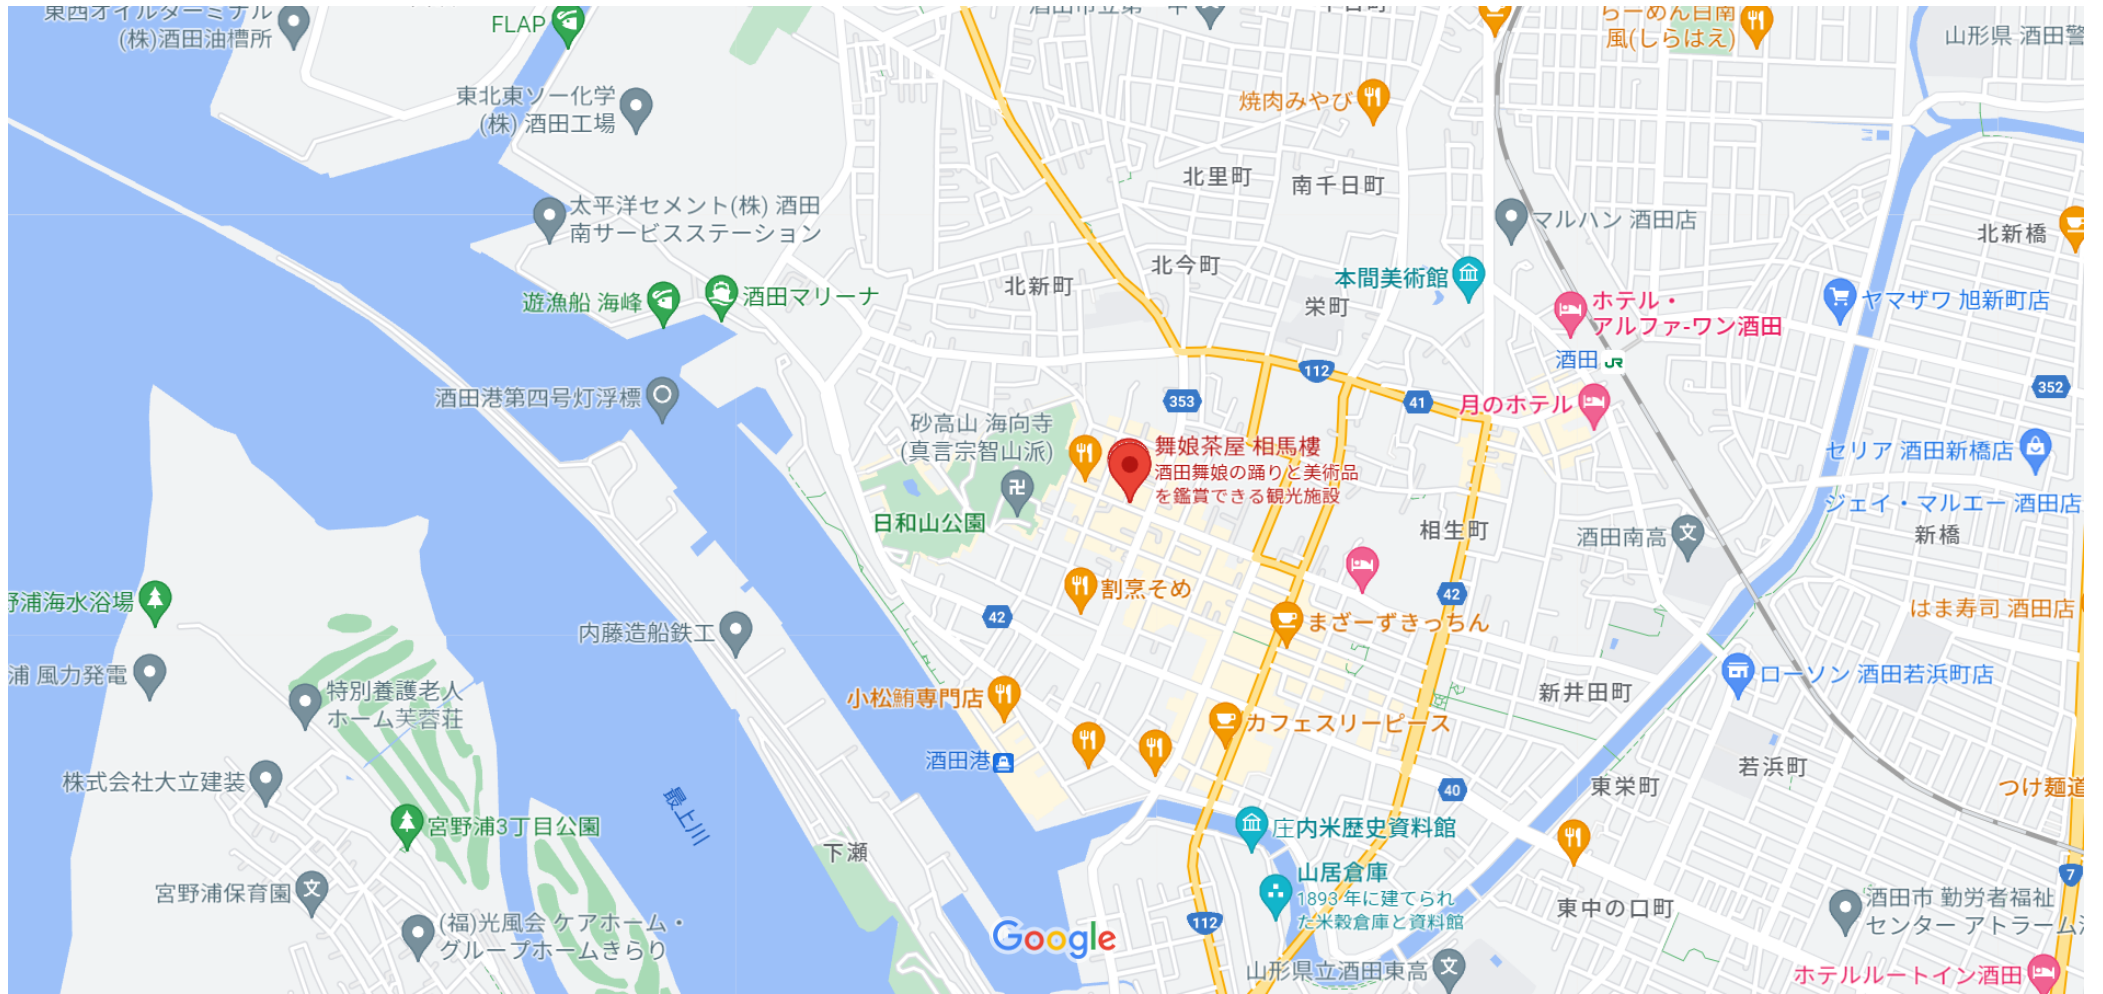 東西オイルターミナル
(株)酒田油槽所
FLAP
酒田市立第一中
千日町
らーめん日南
風(しらはえ)
山形県 酒田警
東北東ソー化学
(株) 酒田工場
焼肉みやび
北里町
南千日町
太平洋セメント(株) 酒田
南サービスステーション
マルハン 酒田店
北新橋
北今町
本間美術館
北新町
栄町
遊漁船 海峰
酒田マリーナ
ホテル・
アルファ-ワン酒田
ヤマザワ 旭新町店
酒田
JR
112
352
酒田港第四号灯浮標
353
41
月のホテル
砂高山 海向寺
(真言宗智山派)
舞娘茶屋 相馬樓
酒田舞娘の踊りと美術品
を鑑賞できる観光施設
セリア 酒田新橋店
ジェイ・マルエー 酒田店
日和山公園
相生町
酒田南高
新橋
割烹そめ
42
42
野浦海水浴場
はま寿司 酒田店
内藤造船鉄工
まざーずきっちん
浦 風力発電
特別養護老人
ホーム芙蓉荘
小松鮪専門店
ローソン 酒田若浜町店
新井田町
カフェスリーピース
酒田港
若浜町
株式会社大立建装
40
東栄町
つけ麺道
最上川
宮野浦3丁目公園
庄内米歴史資料館
下瀬
山居倉庫
1893 年に建てられ
た米穀倉庫と資料館
7
宮野浦保育園
東中の口町
酒田市 勤労者福祉
センター アトラーム
(福)光風会 ケアホーム・
グループホームきらり
112
Google
山形県立酒田東高
ホテルルートイン酒田